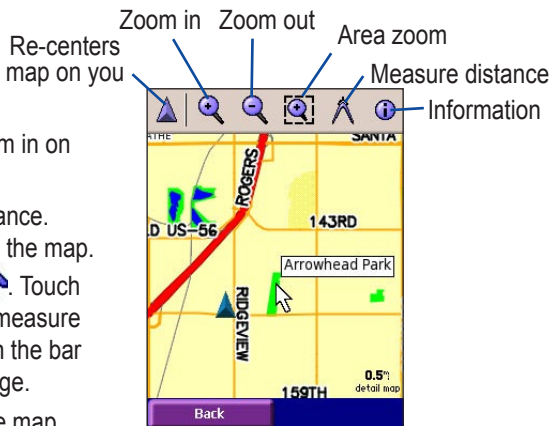 Zoom in
Zoom out
Area zoom
Re-centers
map on you
Measure distance
Information
m in on
ance.
the map.
. Touch
measure
n the bar
ge.
e map
ATHE
SANTA
ROGERS
D US-56
143RD
Arrowhead Park
RIDGEVIEW
0.5"
detail map
159TH
Back